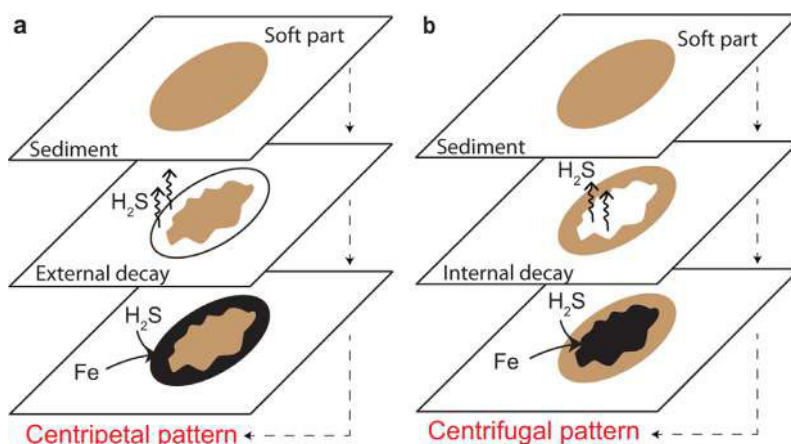 a
Soft part
Sediment
H₂S
External decay
H₂S
Fe
Centripetal pattern
b
Soft part
Sediment
H₂S
Internal decay
H₂S
Fe
Centrifugal pattern